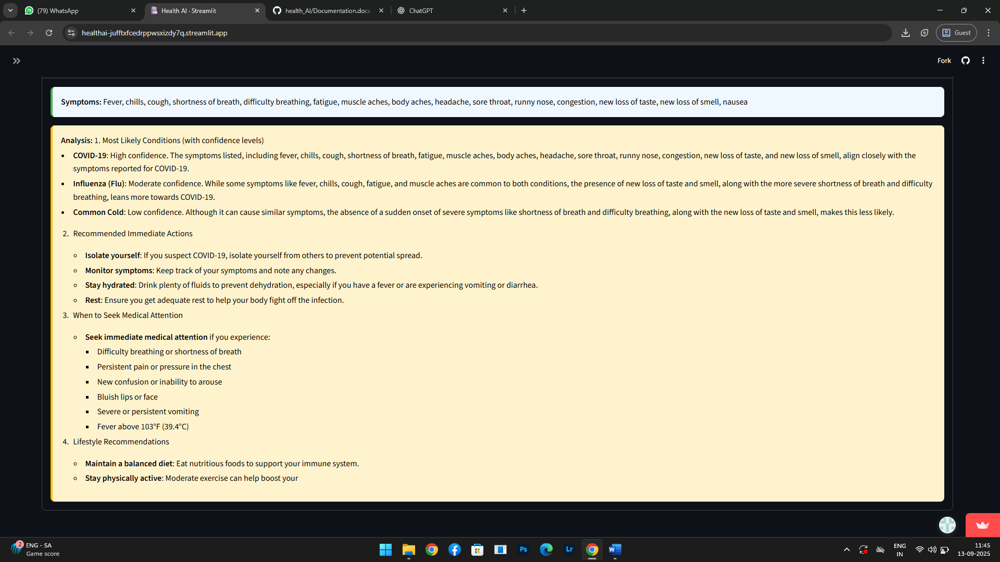 (79) WhatsApp
Health AI · Streamlit
health_AI/Documentation.docx
ChatGPT
healthai-jufftxfcedrppwsxizdy7q.streamlit.app
Guest
Fork
Symptoms: Fever, chills, cough, shortness of breath, difficulty breathing, fatigue, muscle aches, body aches, headache, sore throat, runny nose, congestion, new loss of taste, new loss of smell, nausea
Analysis: 1. Most Likely Conditions (with confidence levels)
• COVID-19: High confidence. The symptoms listed, including fever, chills, cough, shortness of breath, fatigue, muscle aches, body aches, headache, sore throat, runny nose, congestion, new loss of taste, and new loss of smell, align closely with the
symptoms reported for COVID-19.
• Influenza (Flu): Moderate confidence. While some symptoms like fever, chills, cough, fatigue, and muscle aches are common to both conditions, the presence of new loss of taste and smell, along with the more severe shortness of breath and difficulty
breathing, leans more towards COVID-19.
• Common Cold: Low confidence. Although it can cause similar symptoms, the absence of a sudden onset of severe symptoms like shortness of breath and difficulty breathing, along with the new loss of taste and smell, makes this less likely.
2. Recommended Immediate Actions
○ Isolate yourself: If you suspect COVID-19, isolate yourself from others to prevent potential spread.
○ Monitor symptoms: Keep track of your symptoms and note any changes.
○ Stay hydrated: Drink plenty of fluids to prevent dehydration, especially if you have a fever or are experiencing vomiting or diarrhea.
○ Rest: Ensure you get adequate rest to help your body fight off the infection.
3. When to Seek Medical Attention
○ Seek immediate medical attention if you experience:
▪ Difficulty breathing or shortness of breath
▪ Persistent pain or pressure in the chest
▪ New confusion or inability to arouse
▪ Bluish lips or face
▪ Severe or persistent vomiting
▪ Fever above 103°F (39.4°C)
4. Lifestyle Recommendations
○ Maintain a balanced diet: Eat nutritious foods to support your immune system.
○ Stay physically active: Moderate exercise can help boost your
2
ENG - SA
Game score
Ps
Lr
W
ENG
IN
11:45
13-09-2025